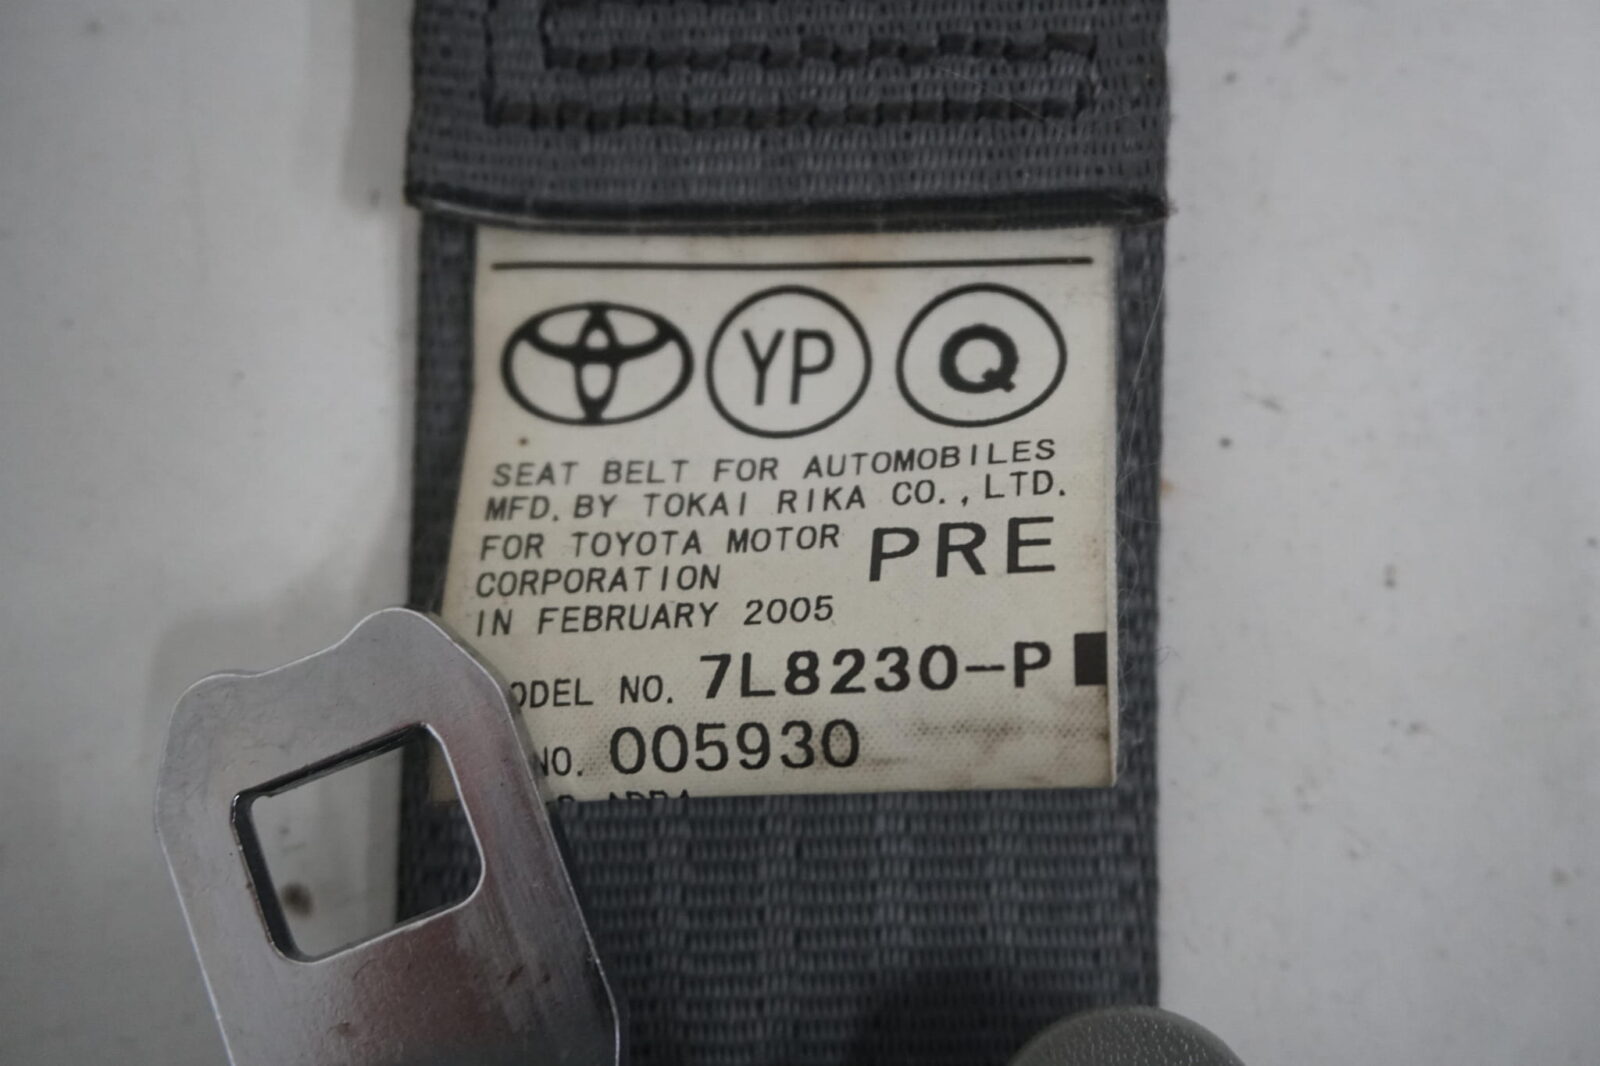 YP Q
SEAT BELT FOR AUTOMOBILES
MFD. BY TOKAI RIKA CO., LTD.
FOR TOYOTA MOTOR PRE
CORPORATION
IN FEBRUARY 2005
ODEL NO. 7L8230-P
NO. 005930